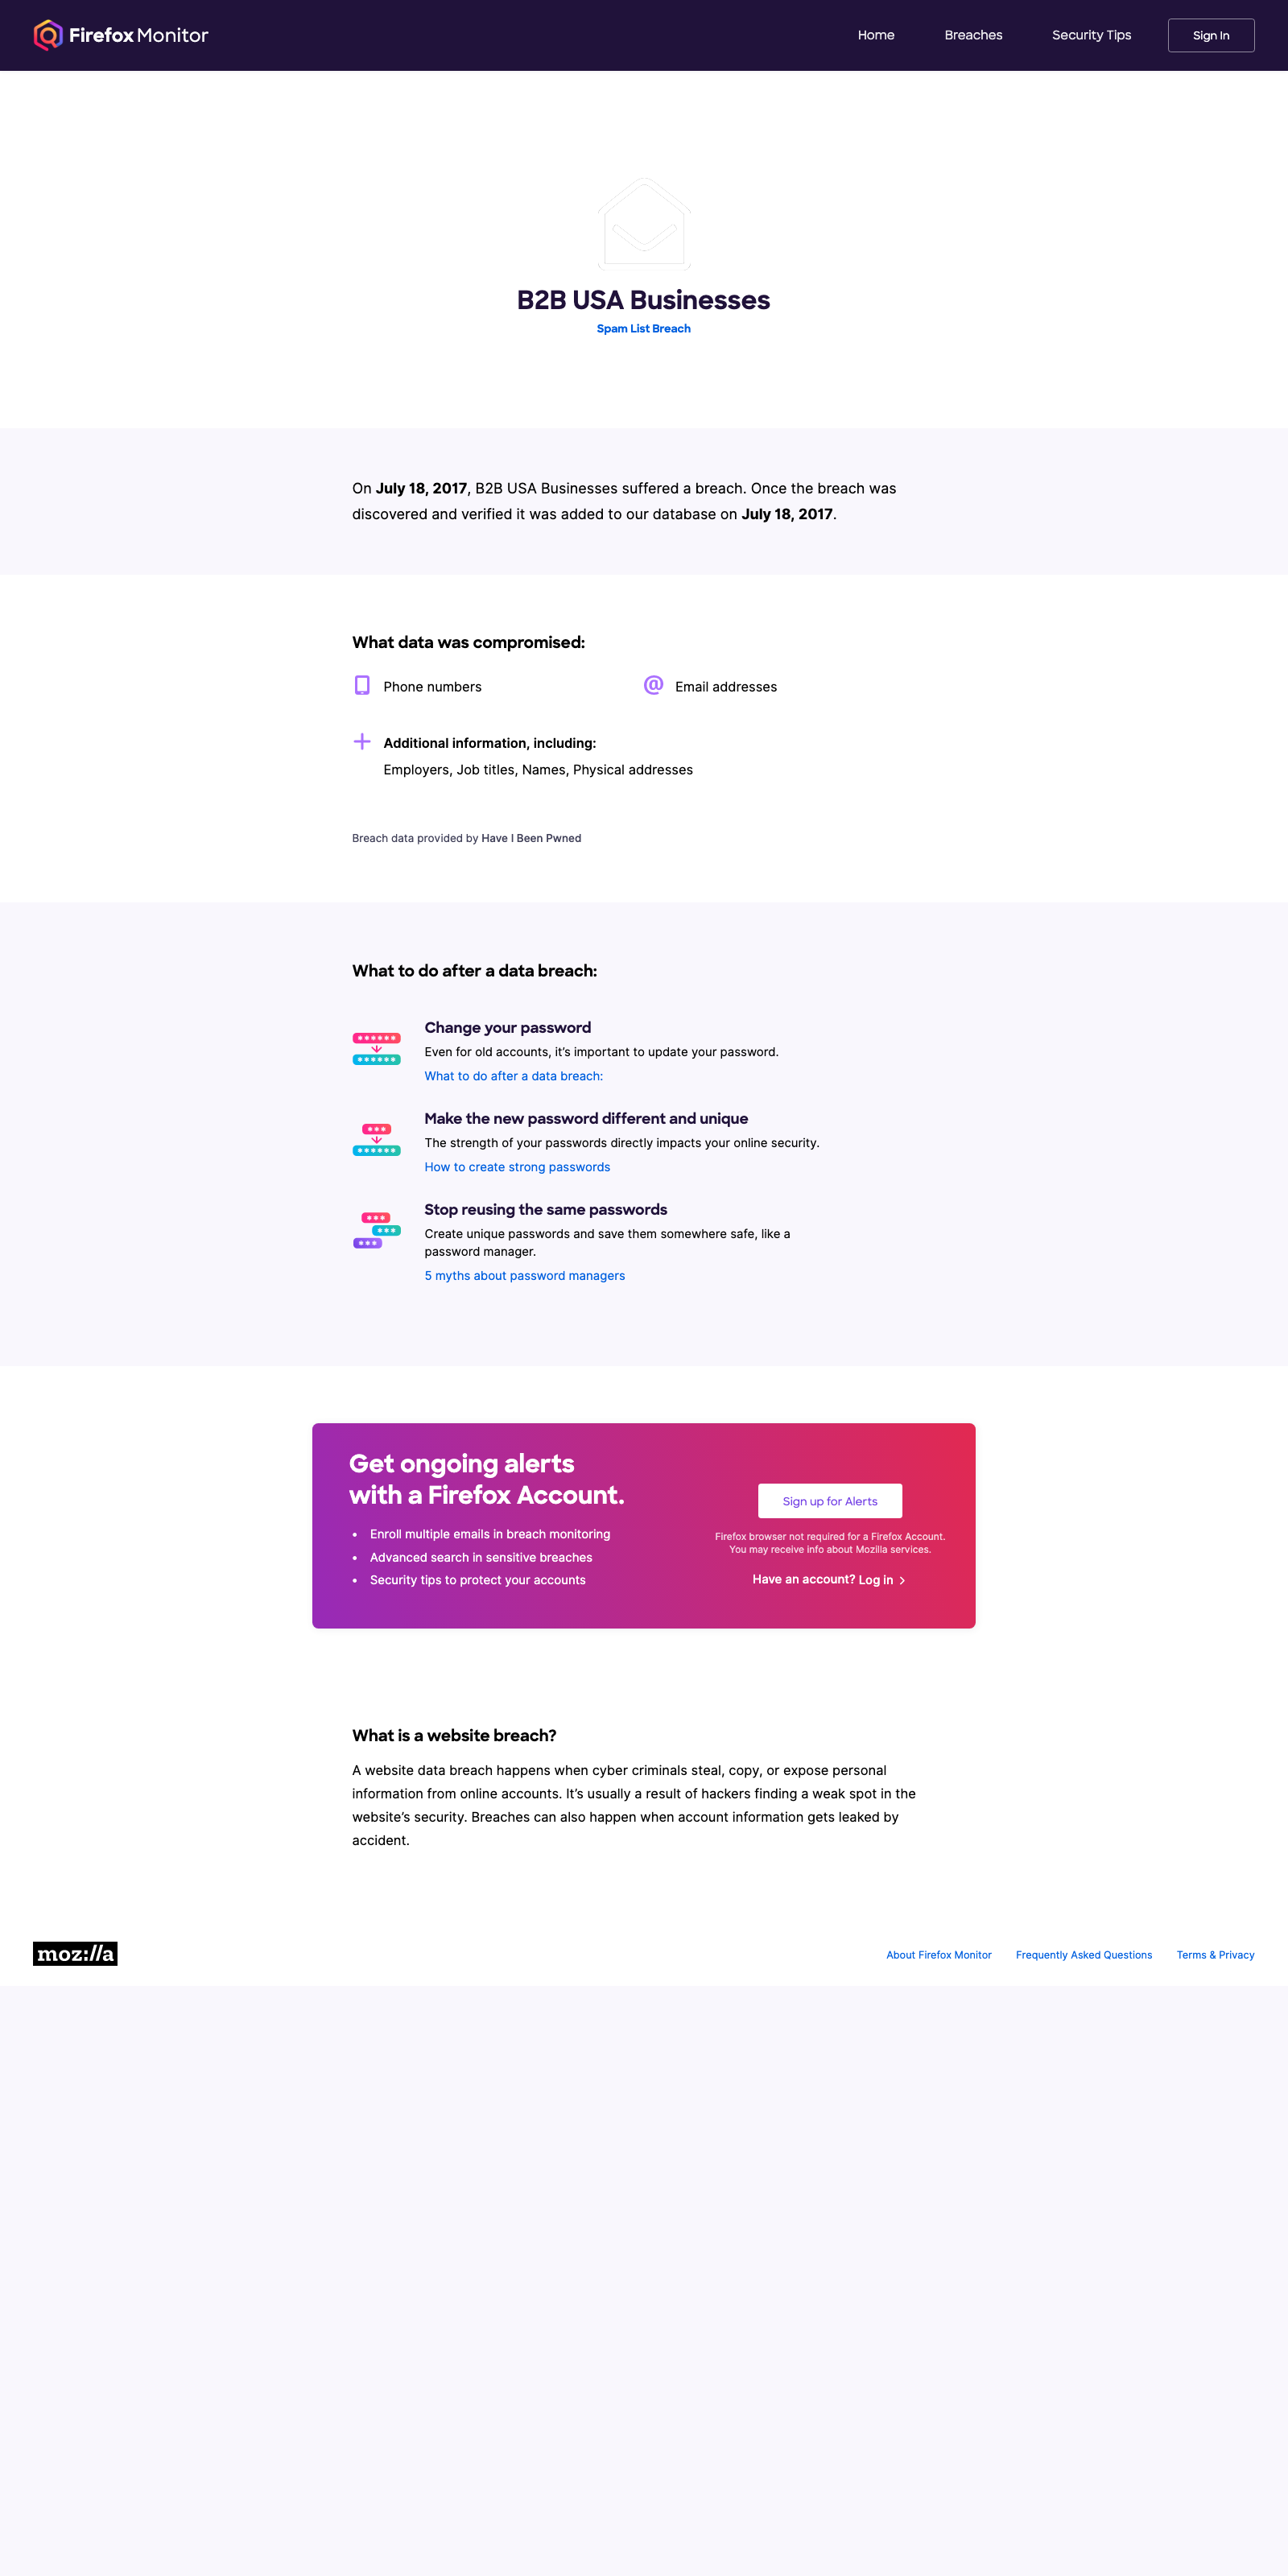 Firefox Monitor
Home
Breaches
Security Tips
Sign In
B2B USA Businesses
Spam List Breach
On July 18, 2017, B2B USA Businesses suffered a breach. Once the breach was
discovered and verified it was added to our database on July 18, 2017.
What data was compromised:
Phone numbers
Email addresses
Additional information, including:
Employers, Job titles, Names, Physical addresses
Breach data provided by Have I Been Pwned
What to do after a data breach:
Change your password
Even for old accounts, it’s important to update your password.
What to do after a data breach:
Make the new password different and unique
The strength of your passwords directly impacts your online security.
How to create strong passwords
Stop reusing the same passwords
Create unique passwords and save them somewhere safe, like a
password manager.
5 myths about password managers
Get ongoing alerts
with a Firefox Account.
• Enroll multiple emails in breach monitoring
• Advanced search in sensitive breaches
• Security tips to protect your accounts
Sign up for Alerts
Firefox browser not required for a Firefox Account.
You may receive info about Mozilla services.
Have an account? Log in
What is a website breach?
A website data breach happens when cyber criminals steal, copy, or expose personal
information from online accounts. It’s usually a result of hackers finding a weak spot in the
website’s security. Breaches can also happen when account information gets leaked by
accident.
moz://a
About Firefox Monitor
Frequently Asked Questions
Terms & Privacy